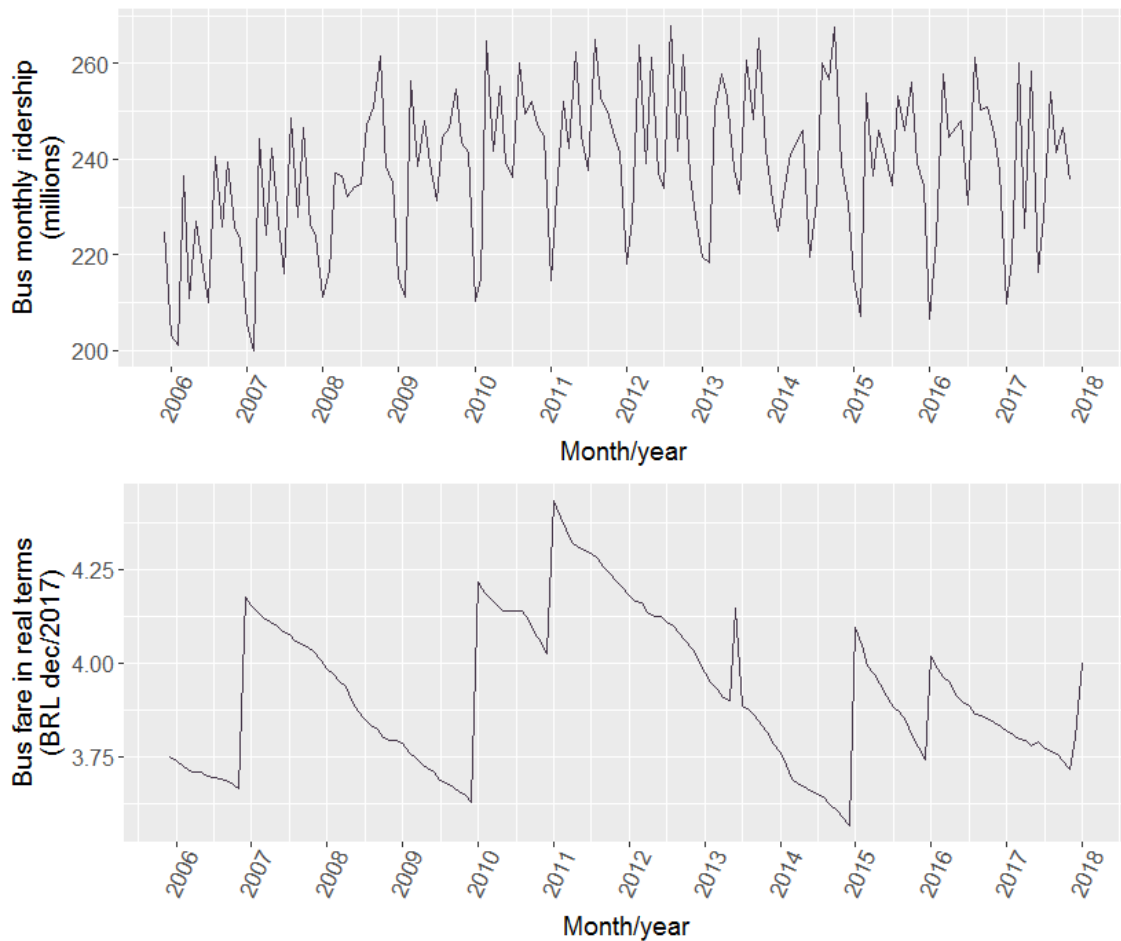 Bus monthly ridership
(millions)
260
240
220
200
2006 2007 2008 2009 2010 2011 2012 2013 2014 2015 2016 2017 2018
Month/year
Bus fare in real terms
(BRL dec/2017)
4.25
4.00
3.75
2006 2007 2008 2009 2010 2011 2012 2013 2014 2015 2016 2017 2018
Month/year